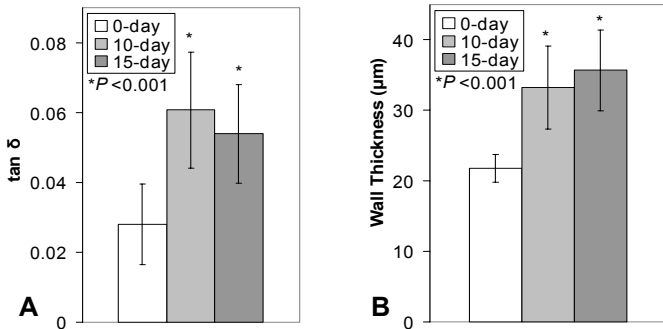 0-day
10-day
15-day
*P<0.001
* *
0.08
0.06
0.04
0.02
0
tan δ
A
0-day
10-day
15-day
*P<0.001
* *
40
30
20
10
0
Wall Thickness (μm)
B